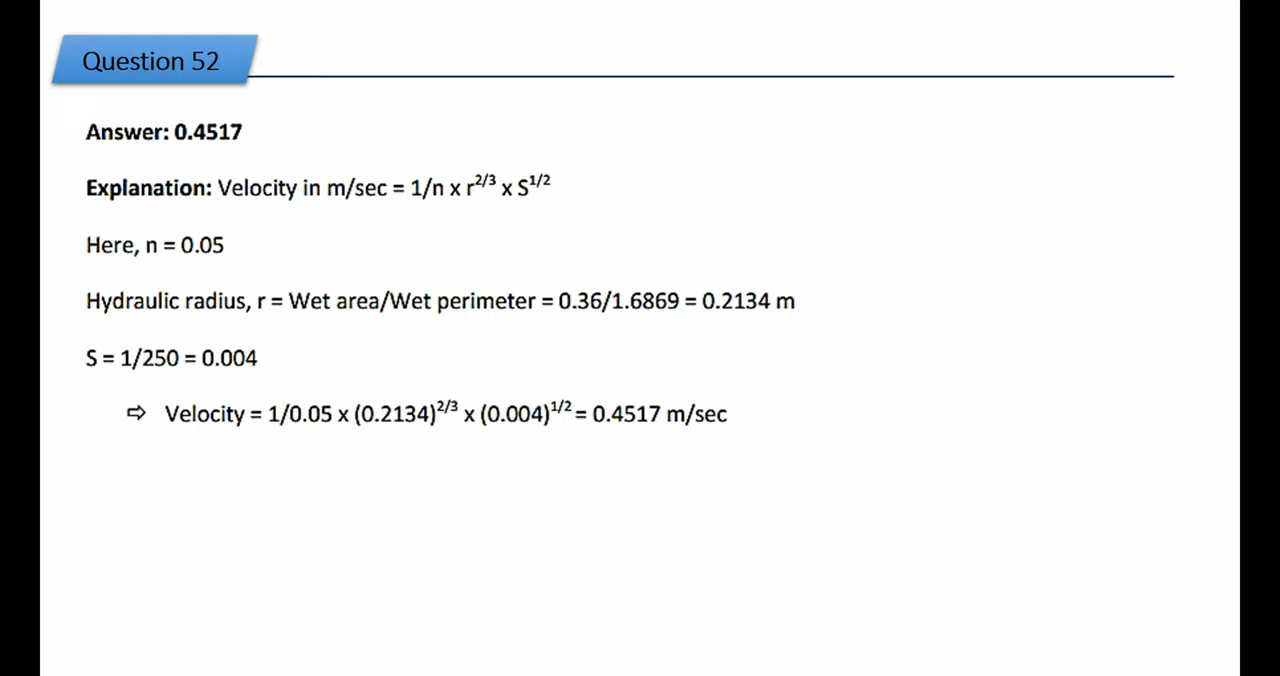 Question 52
Answer: 0.4517
Explanation: Velocity in m/sec = 1/n x r^2/3 x S^1/2
Here, n = 0.05
Hydraulic radius, r = Wet area/Wet perimeter = 0.36/1.6869 = 0.2134 m
S = 1/250 = 0.004
⇨ Velocity = 1/0.05 x (0.2134)^2/3 x (0.004)^1/2 = 0.4517 m/sec